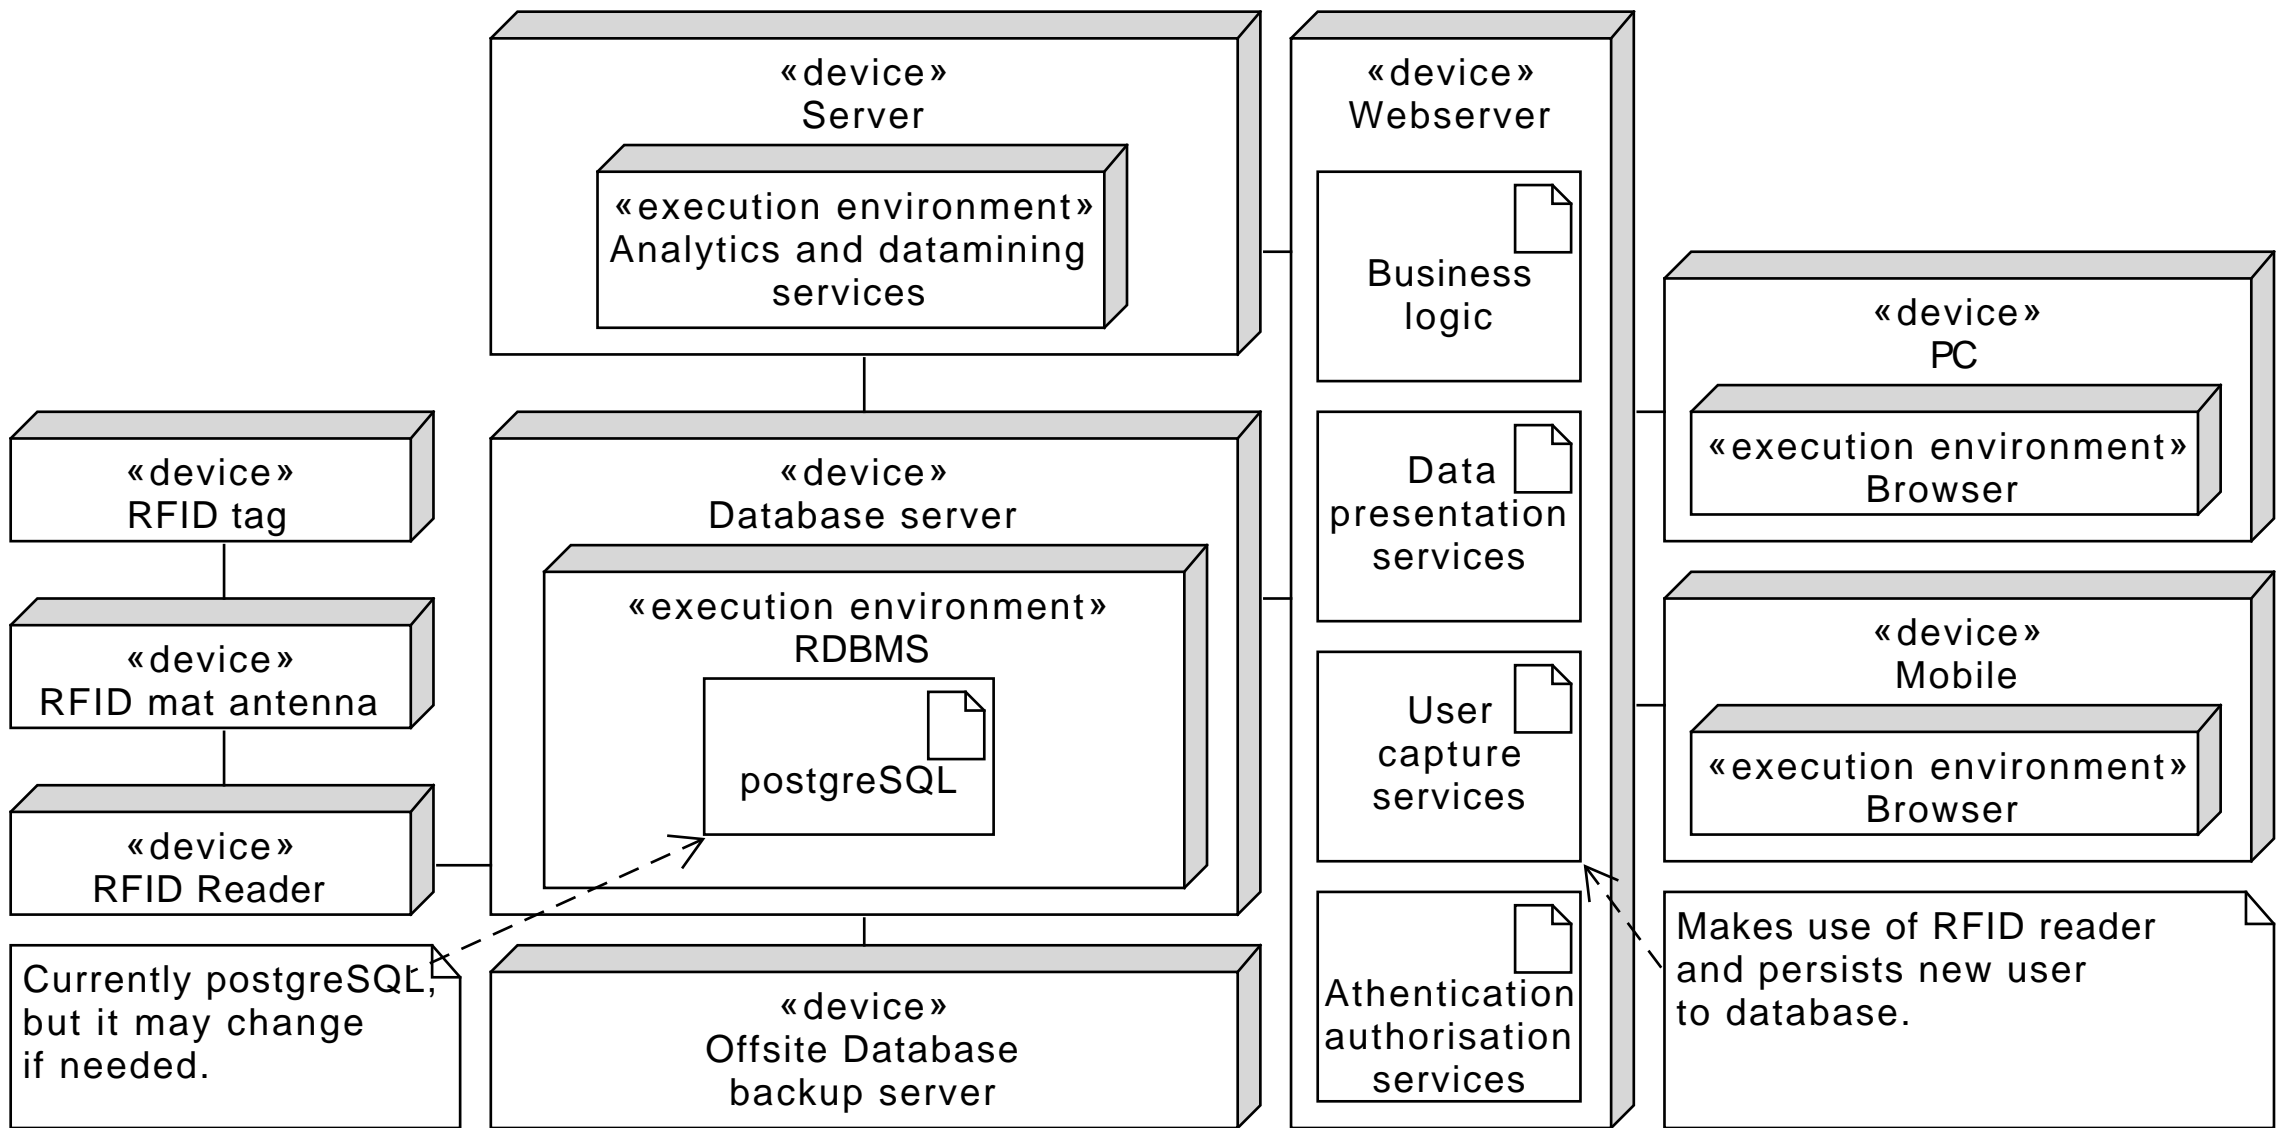 «device»
Server
«execution environment»
Analytics and datamining
services
«device»
Webserver
Business
logic
Data
presentation
services
User
capture
services
Athentication
authorisation
services
«device»
PC
«execution environment»
Browser
«device»
Mobile
«execution environment»
Browser
«device»
RFID tag
«device»
RFID mat antenna
«device»
RFID Reader
«device»
Database server
«execution environment»
RDBMS
postgreSQL
Currently postgreSQL,
but it may change
if needed.
«device»
Offsite Database
backup server
Makes use of RFID reader
and persists new user
to database.